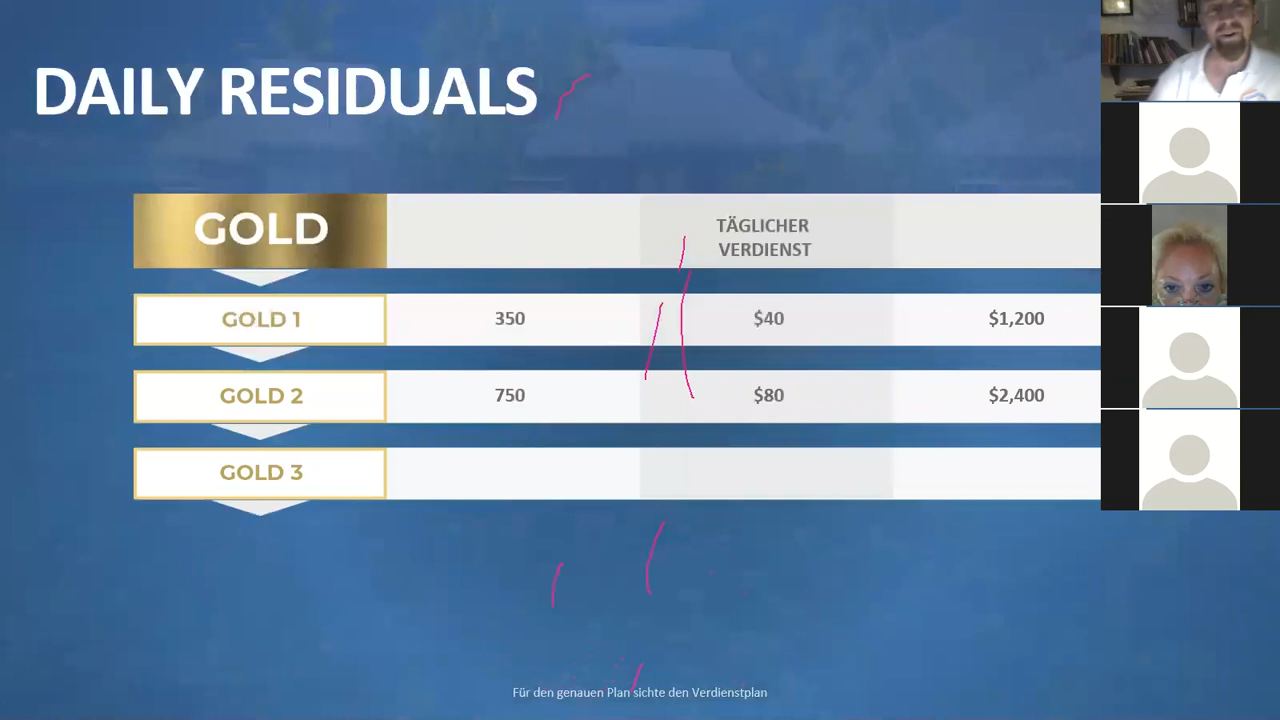 DAILY RESIDUALS
GOLD
TÄGLICHER
VERDIENST
GOLD 1 350 $40 $1,200
GOLD 2 750 $80 $2,400
GOLD 3
Für den genauen Plan sichte den Verdienstplan